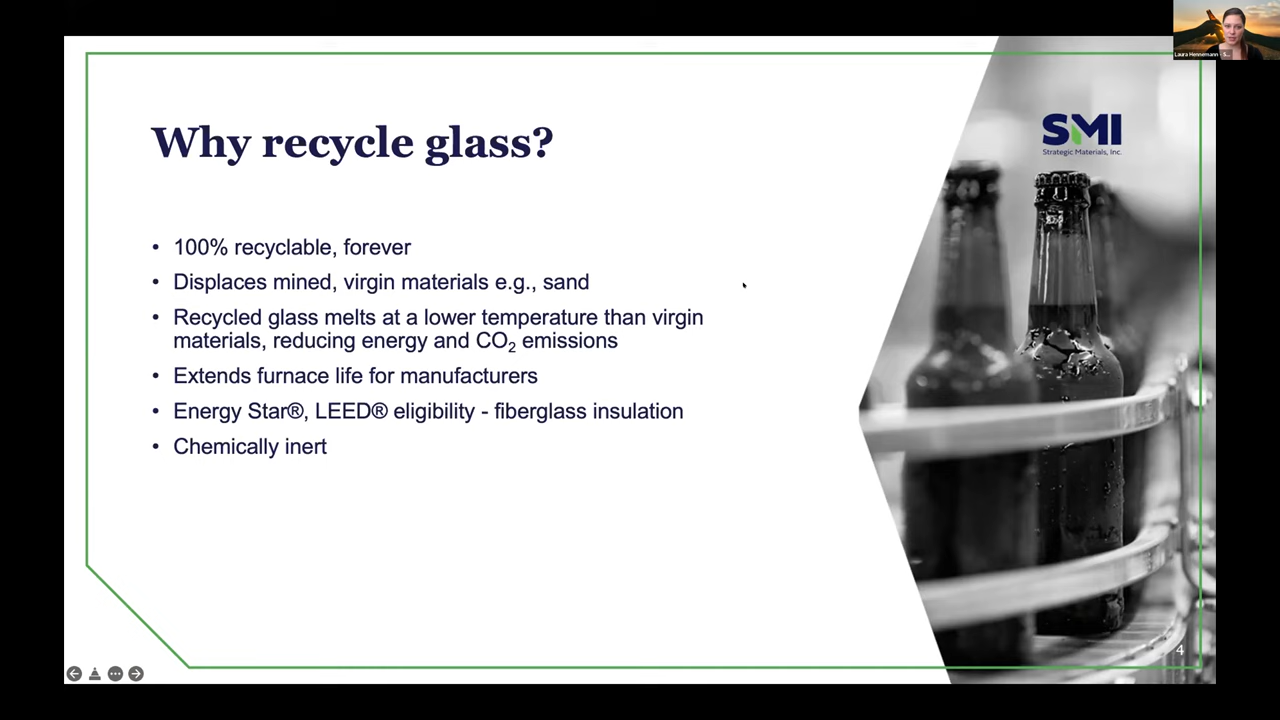 Laura Hennemann - S...
SMI
Strategic Materials, Inc.
Why recycle glass?
• 100% recyclable, forever
• Displaces mined, virgin materials e.g., sand
• Recycled glass melts at a lower temperature than virgin
materials, reducing energy and CO₂ emissions
• Extends furnace life for manufacturers
• Energy Star®, LEED® eligibility - fiberglass insulation
• Chemically inert
4